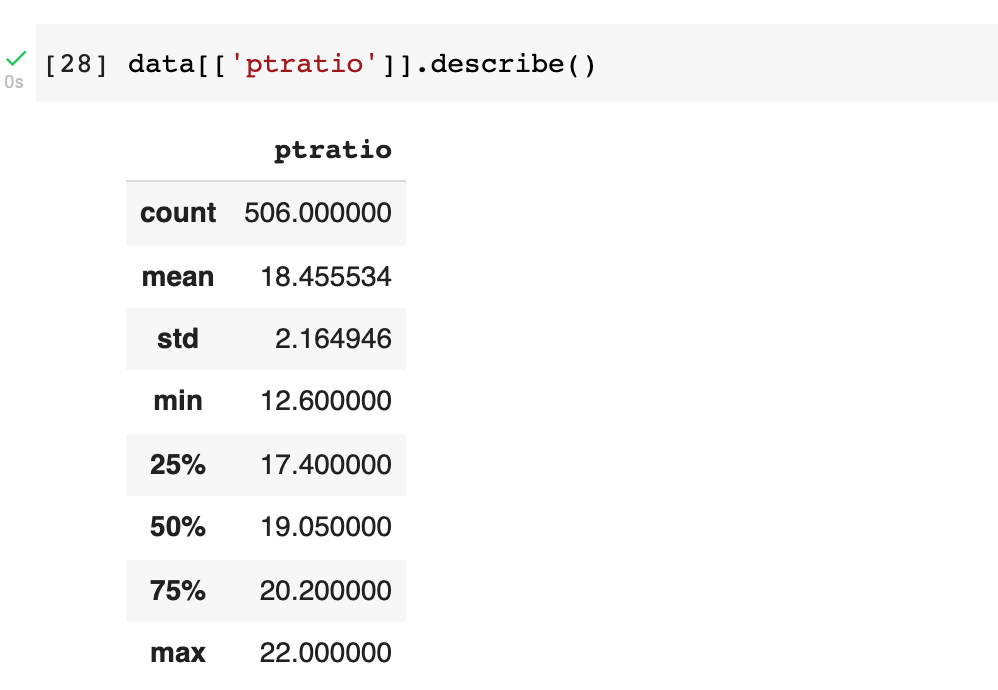 [28] data[['ptratio']].describe()
0s
ptratio
count 506.000000
mean 18.455534
std 2.164946
min 12.600000
25% 17.400000
50% 19.050000
75% 20.200000
max 22.000000